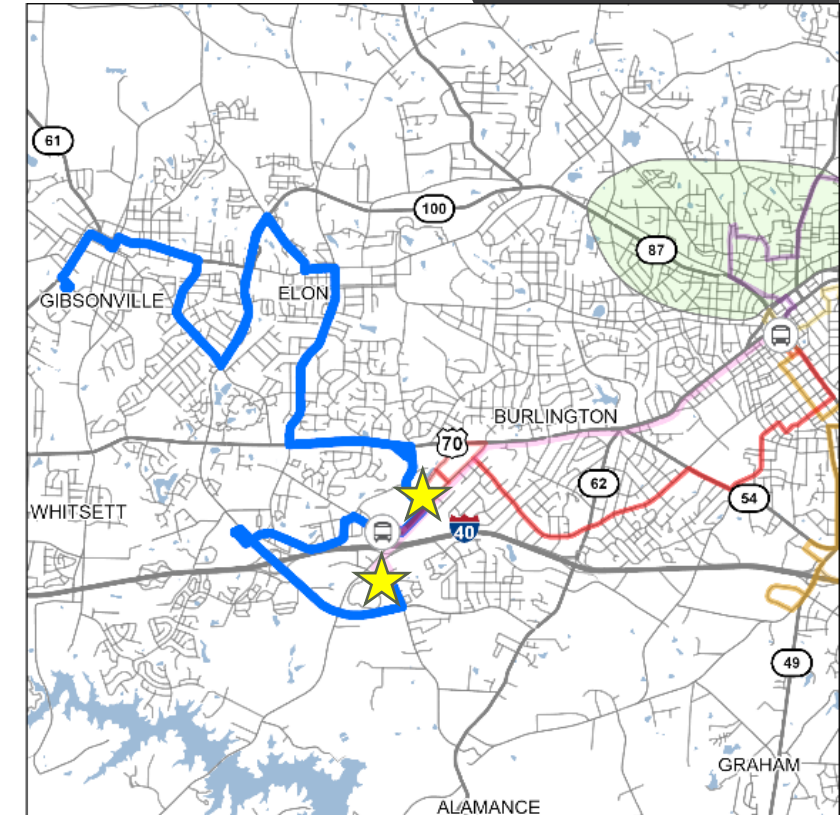 61
100
87
GIBSONVILLE
ELON
BURLINGTON
70
62
54
WHITSETT
40
49
GRAHAM
ALAMANCE